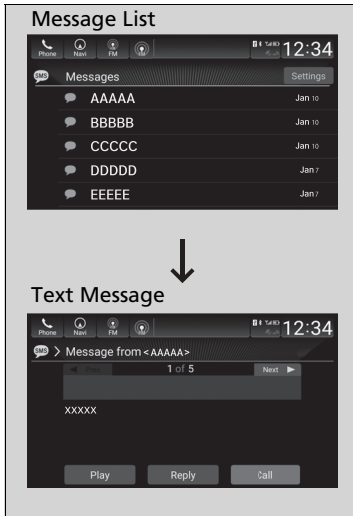 Message List
Phone Navi FM 12:34
SMS Messages Settings
AAAAA Jan 10
BBBBB Jan 10
CCCCC Jan 10
DDDDD Jan 7
EEEEE Jan 7
Text Message
Phone Navi FM 12:34
SMS > Message from <AAAAA>
Prev 1 of 5 Next
xxxxx
Play Reply Call